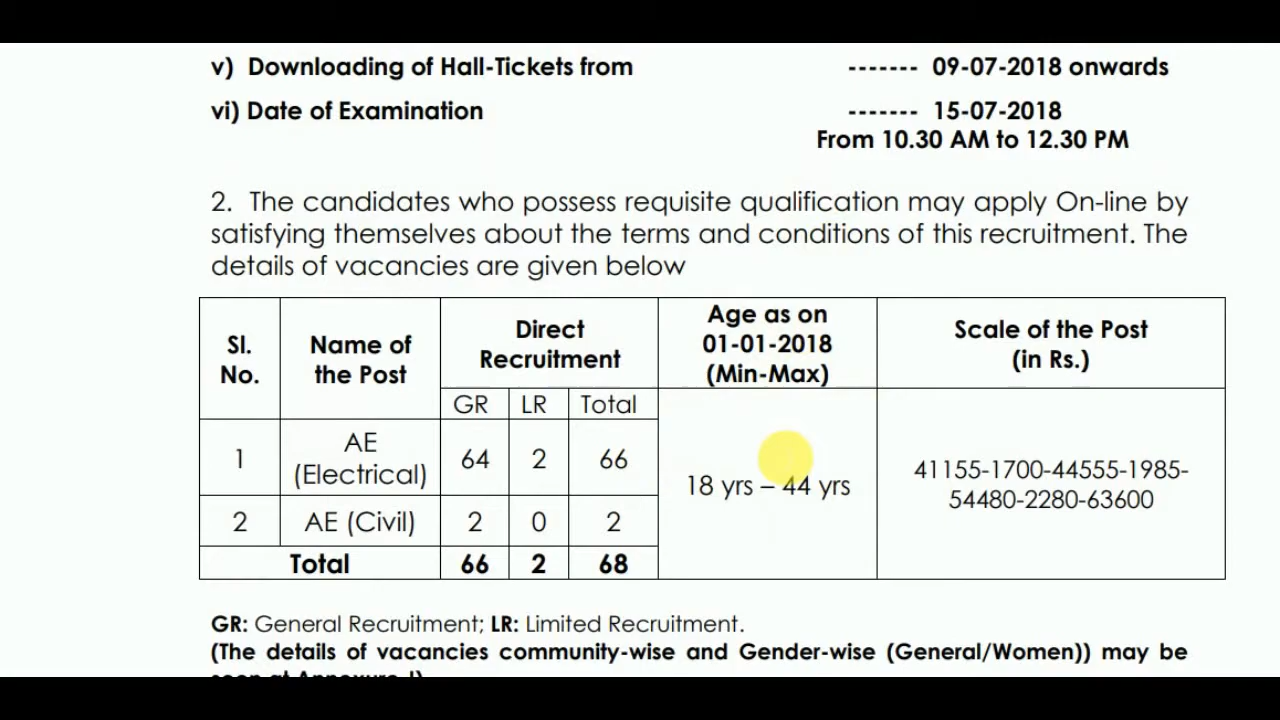 v) Downloading of Hall-Tickets from ------- 09-07-2018 onwards
vi) Date of Examination ------- 15-07-2018
From 10.30 AM to 12.30 PM
2. The candidates who possess requisite qualification may apply On-line by
satisfying themselves about the terms and conditions of this recruitment. The
details of vacancies are given below
Sl. No. Name of the Post Direct Recruitment Age as on 01-01-2018 (Min-Max) Scale of the Post (in Rs.)
GR LR Total
1 AE (Electrical) 64 2 66 18 yrs – 44 yrs 41155-1700-44555-1985-54480-2280-63600
2 AE (Civil) 2 0 2
Total 66 2 68
GR: General Recruitment; LR: Limited Recruitment.
(The details of vacancies community-wise and Gender-wise (General/Women)) may be